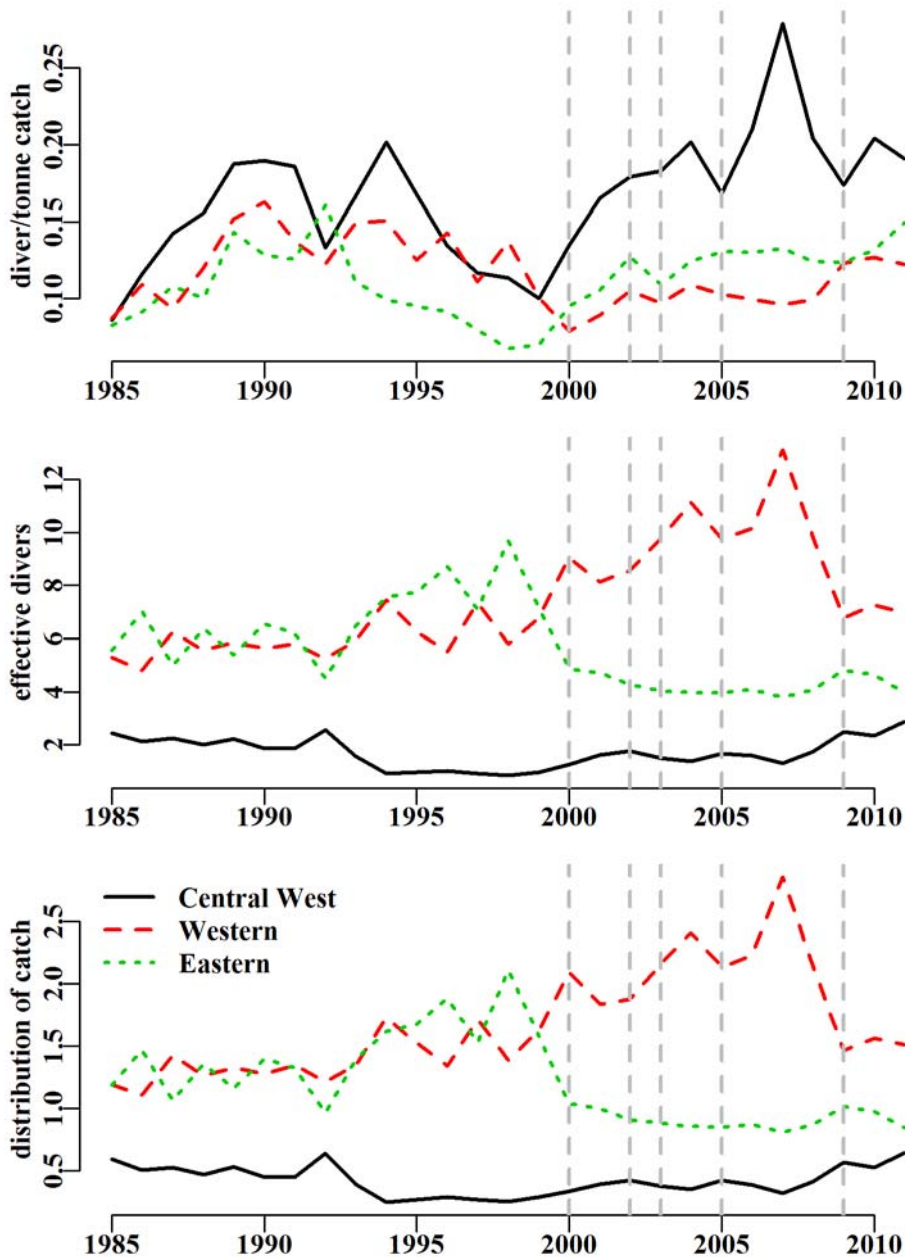 diver/tonne catch
0.25
0.20
0.15
0.10
1985 1990 1995 2000 2005 2010
effective divers
12
10
8
6
4
2
1985 1990 1995 2000 2005 2010
distribution of catch
2.5
2.0
1.5
1.0
0.5
Central West
Western
Eastern
1985 1990 1995 2000 2005 2010